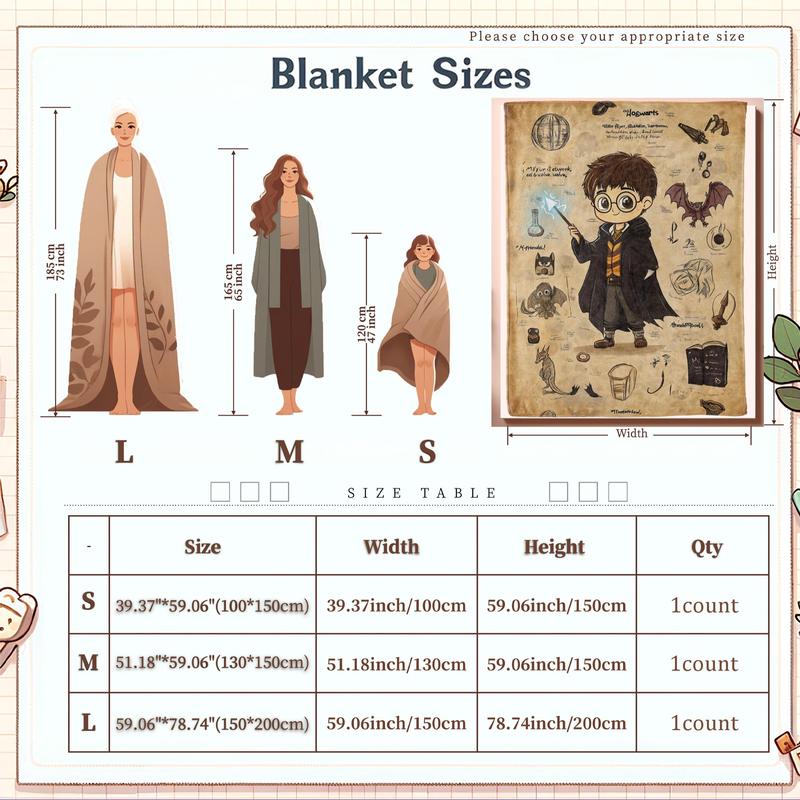 Please choose your appropriate size
Blanket Sizes
Hogwarts
185 cm
73 inch
165 cm
65 inch
120 cm
47 inch
Height
Width
L M S
SIZE TABLE
- Size Width Height Qty
S 39.37"*59.06"(100*150cm) 39.37inch/100cm 59.06inch/150cm 1count
M 51.18"*59.06"(130*150cm) 51.18inch/130cm 59.06inch/150cm 1count
L 59.06"*78.74"(150*200cm) 59.06inch/150cm 78.74inch/200cm 1count